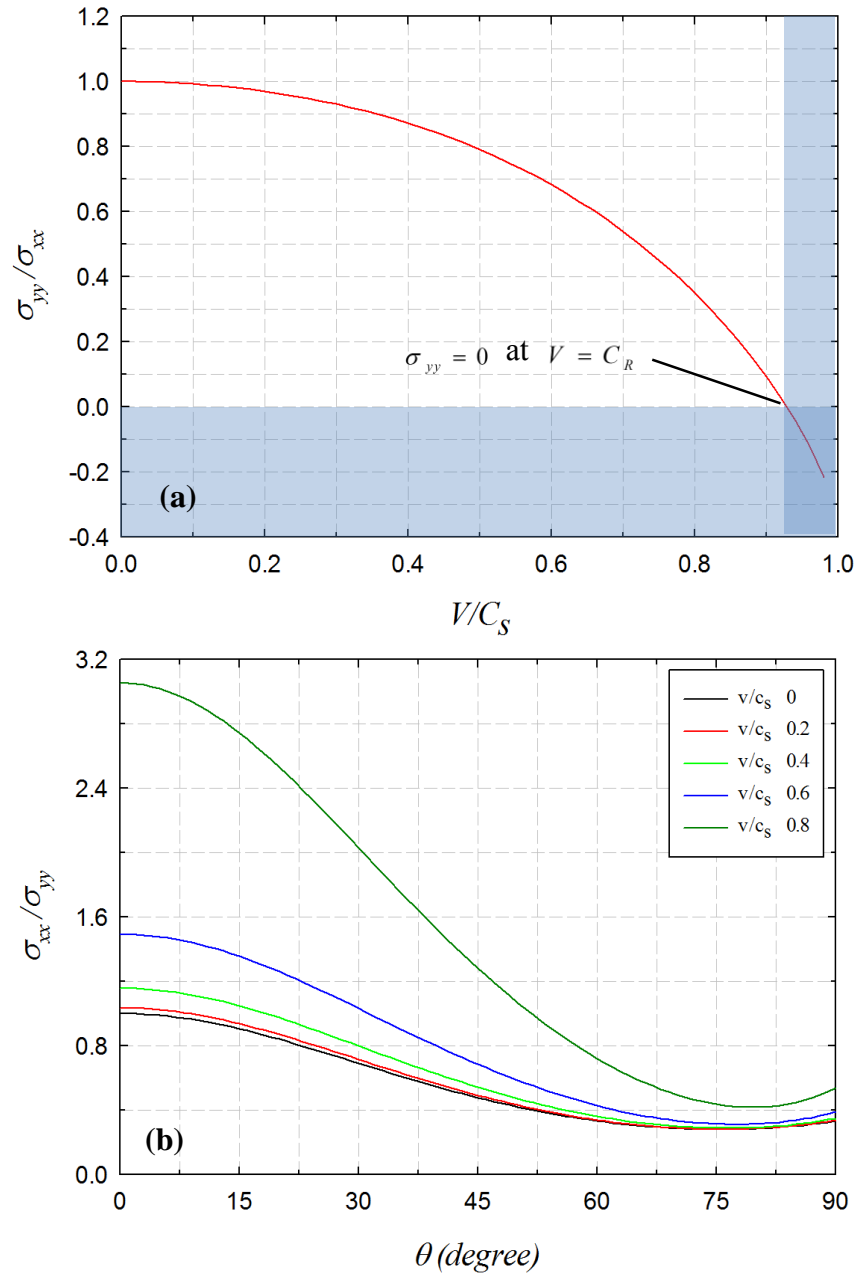 1.2
1.0
0.8
0.6
0.4
0.2
0.0
-0.2
-0.4
σyy/σxx
σyy = 0 at V = CR
(a)
0.0 0.2 0.4 0.6 0.8 1.0
V/CS
3.2
2.4
1.6
0.8
0.0
σxx/σyy
v/cs 0
v/cs 0.2
v/cs 0.4
v/cs 0.6
v/cs 0.8
(b)
0 15 30 45 60 75 90
θ (degree)